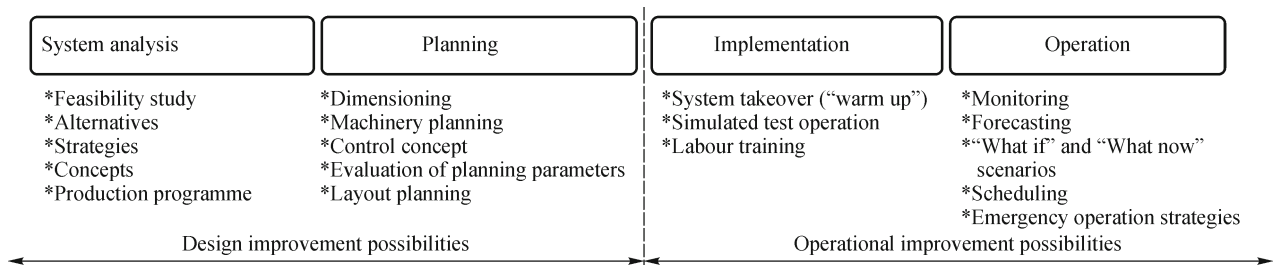 System analysis
Planning
Implementation
Operation
*Feasibility study
*Alternatives
*Strategies
*Concepts
*Production programme
*Dimensioning
*Machinery planning
*Control concept
*Evaluation of planning parameters
*Layout planning
*System takeover (“warm up”)
*Simulated test operation
*Labour training
*Monitoring
*Forecasting
*“What if” and “What now”
scenarios
*Scheduling
*Emergency operation strategies
Design improvement possibilities
Operational improvement possibilities